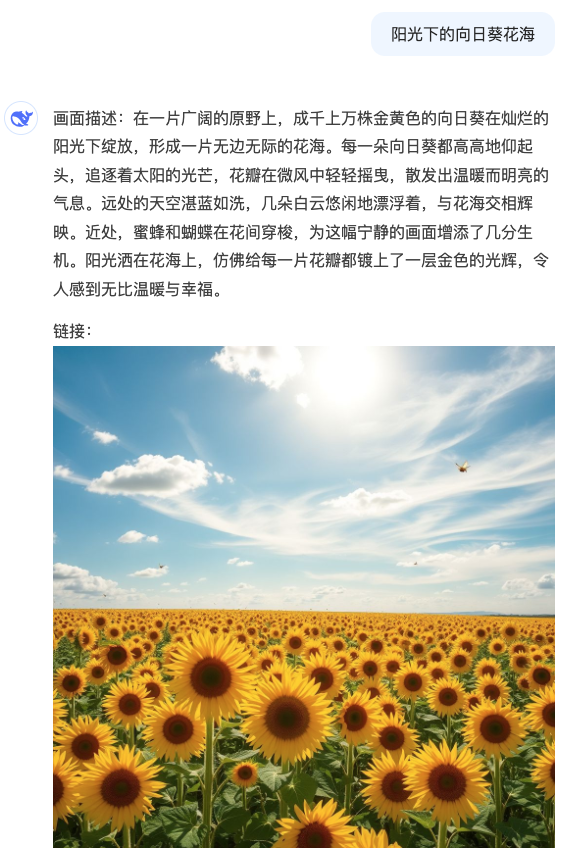 阳光下的向日葵花海
画面描述：在一片广阔的原野上，成千上万株金黄色的向日葵在灿烂的
阳光下绽放，形成一片无边无际的花海。每一朵向日葵都高高地仰起
头，追逐着太阳的光芒，花瓣在微风中轻轻摇曳，散发出温暖而明亮的
气息。远处的天空湛蓝如洗，几朵白云悠闲地漂浮着，与花海交相辉
映。近处，蜜蜂和蝴蝶在花间穿梭，为这幅宁静的画面增添了几分生
机。阳光洒在花海上，仿佛给每一片花瓣都镀上了一层金色的光辉，令
人感到无比温暖与幸福。
链接：